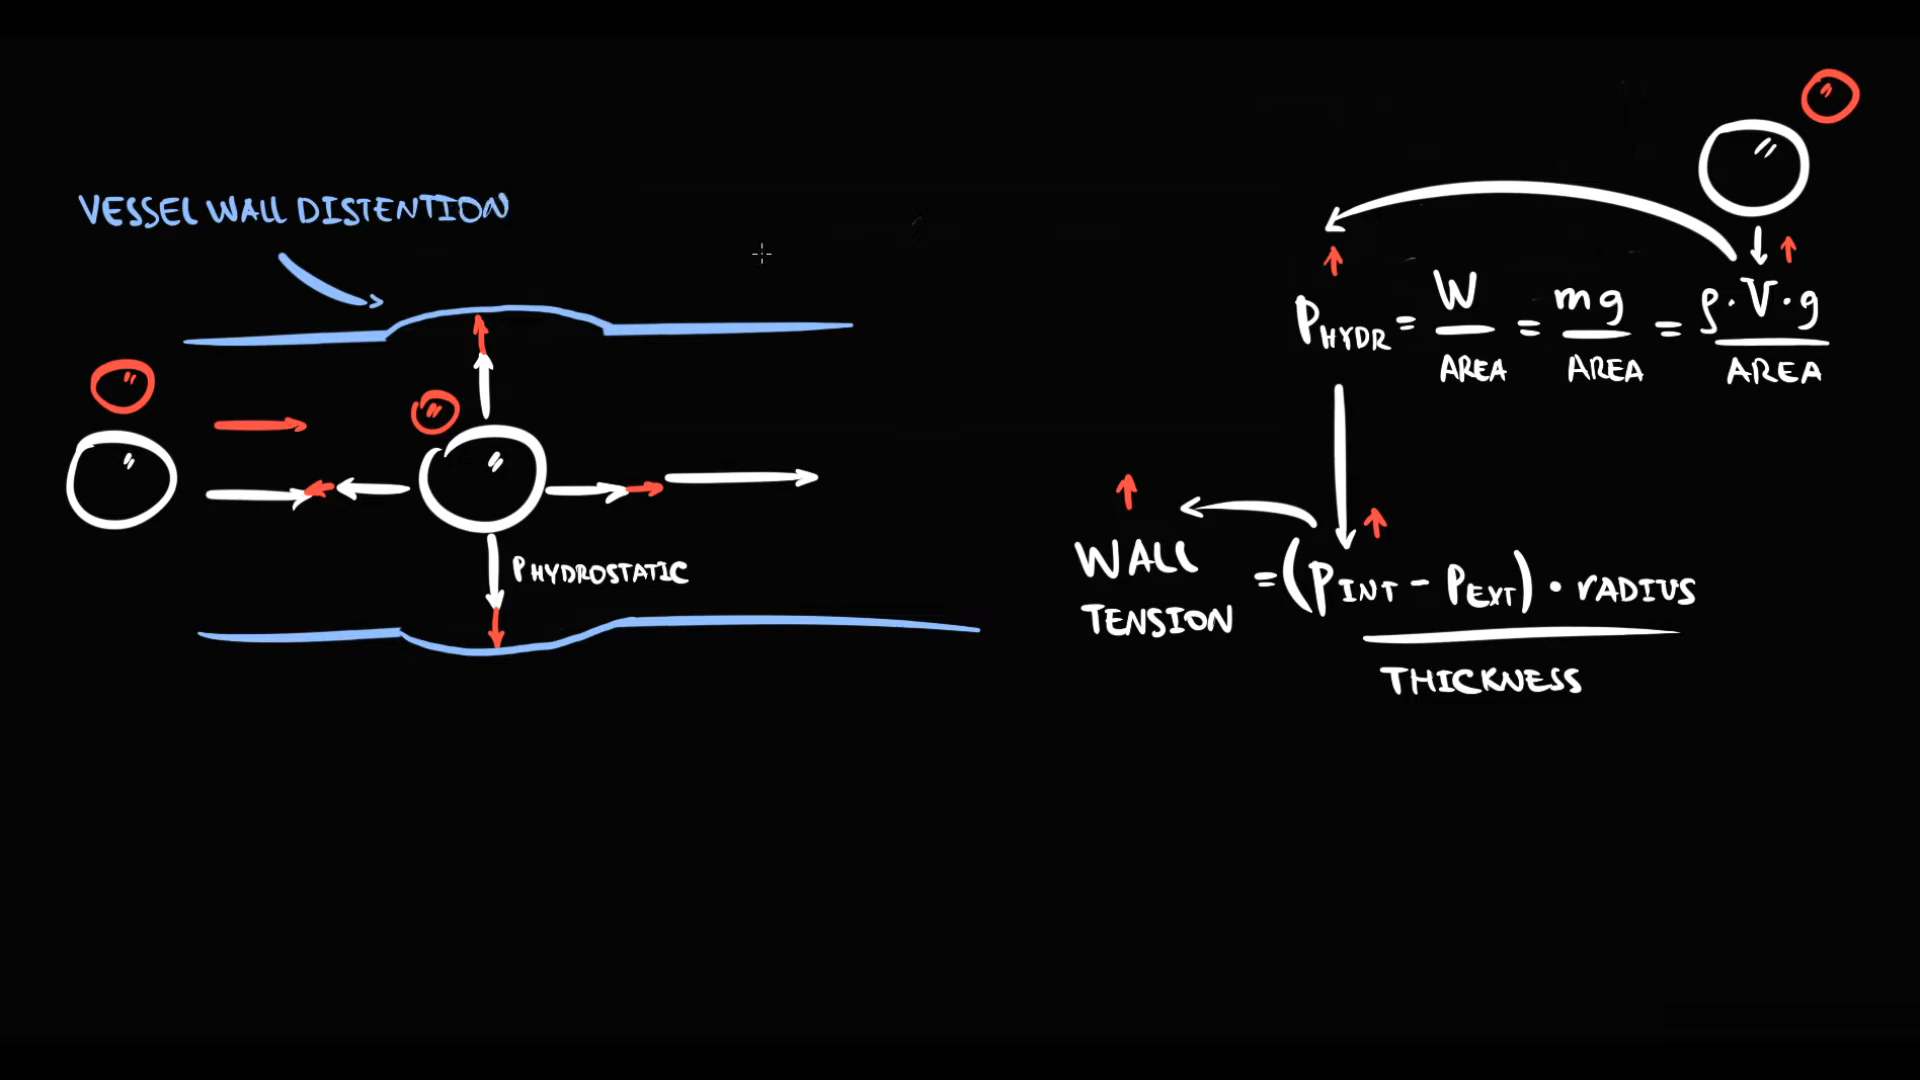 VESSEL WALL DISTENTION
PHYDROSTATIC
PHYDR = W / AREA = mg / AREA = ρ·V·g / AREA
WALL TENSION = (PINT - PEXT) · rADIUS / THICKNESS